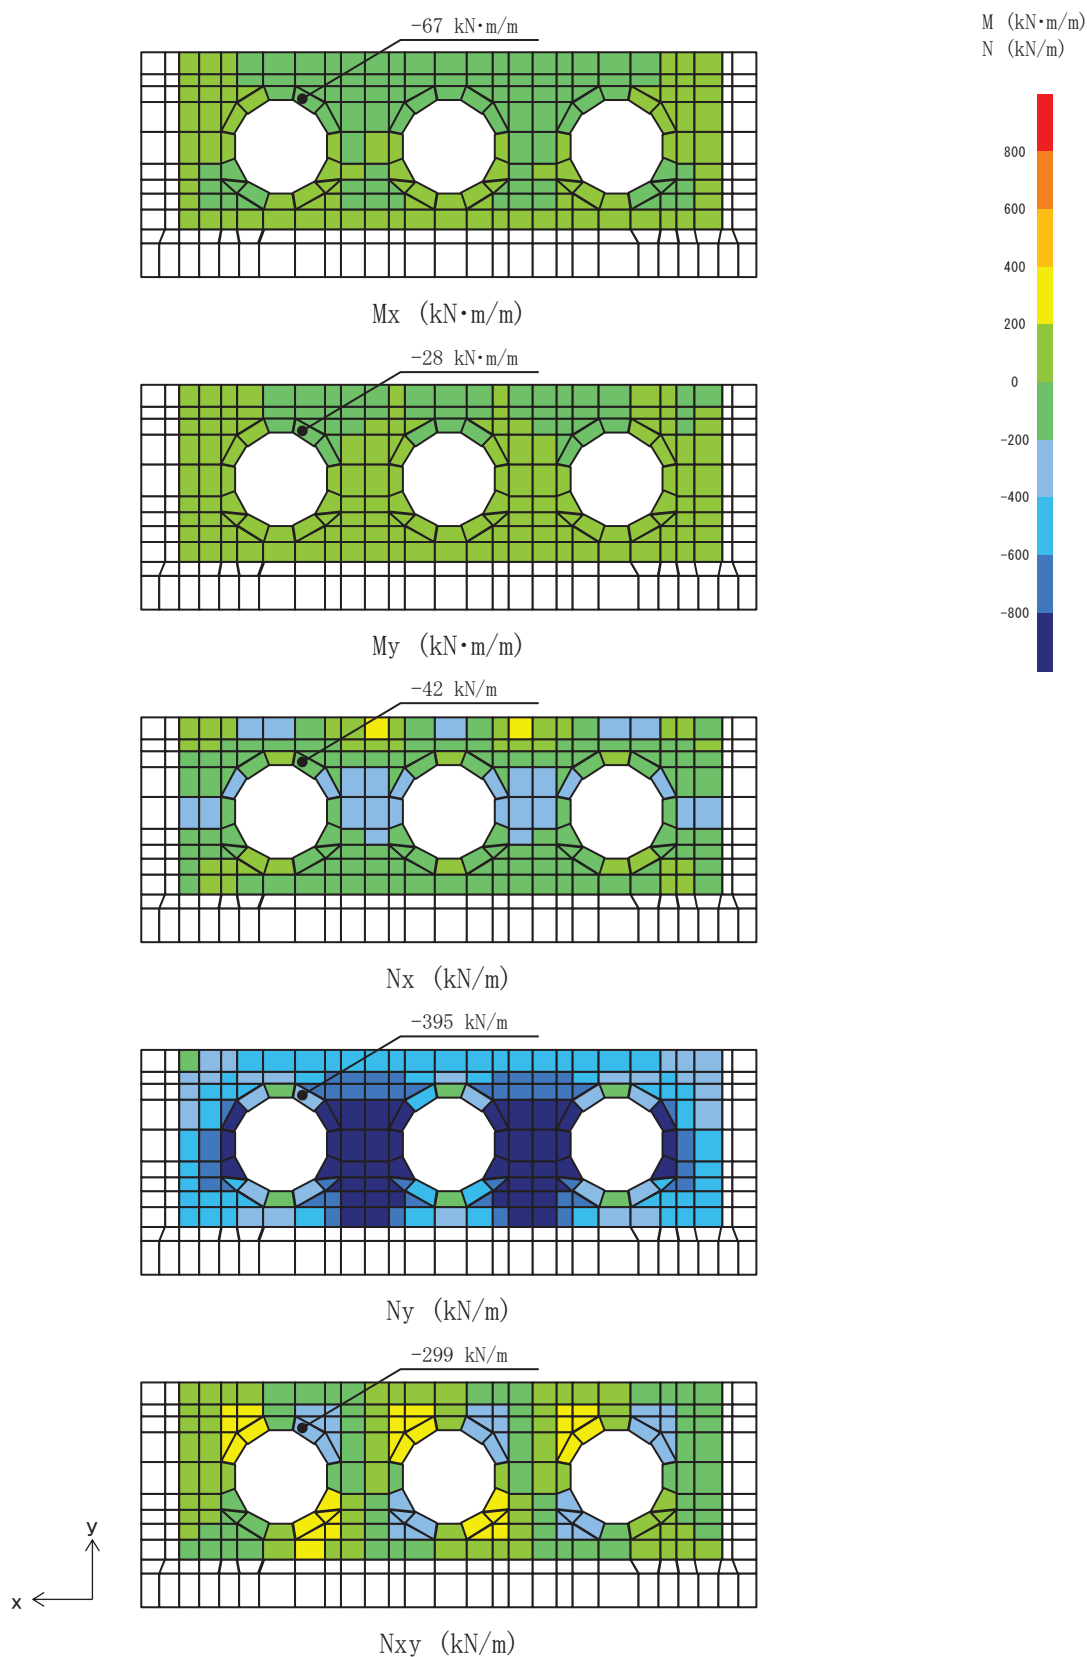 M (kN·m/m)
N (kN/m)
800
600
400
200
0
-200
-400
-600
-800
-67 kN·m/m
Mx (kN·m/m)
-28 kN·m/m
My (kN·m/m)
-42 kN/m
Nx (kN/m)
-395 kN/m
Ny (kN/m)
-299 kN/m
Nxy (kN/m)
y
x